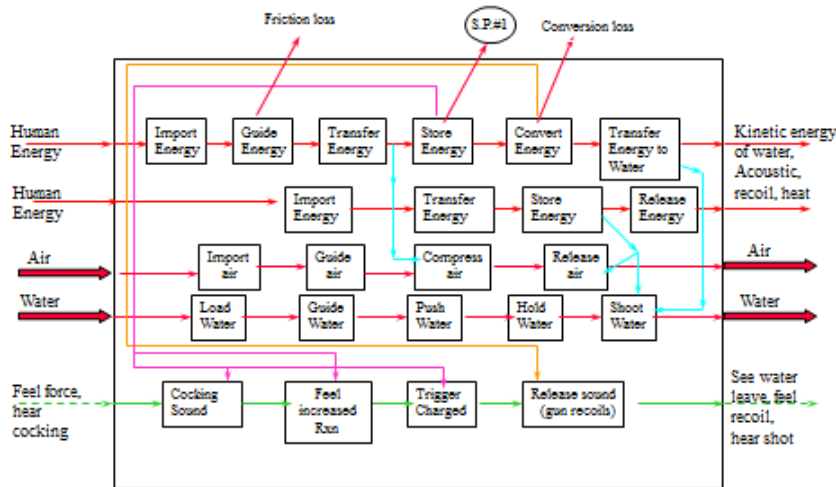 Friction loss
S.P.#1
Conversion loss
Human
Energy
Import
Energy
Guide
Energy
Transfer
Energy
Store
Energy
Convert
Energy
Transfer
Energy to
Water
Kinetic energy
of water,
Acoustic,
recoil, heat
Human
Energy
Import
Energy
Transfer
Energy
Store
Energy
Release
Energy
Air
Import
air
Guide
air
Compress
air
Release
air
Air
Water
Load
Water
Guide
Water
Push
Water
Hold
Water
Shoot
Water
Water
Feel force,
hear
cocking
Cocking
Sound
Feel
increased
Rxn
Trigger
Charged
Release sound
(gun recoils)
See water
leave, feel
recoil,
hear shot